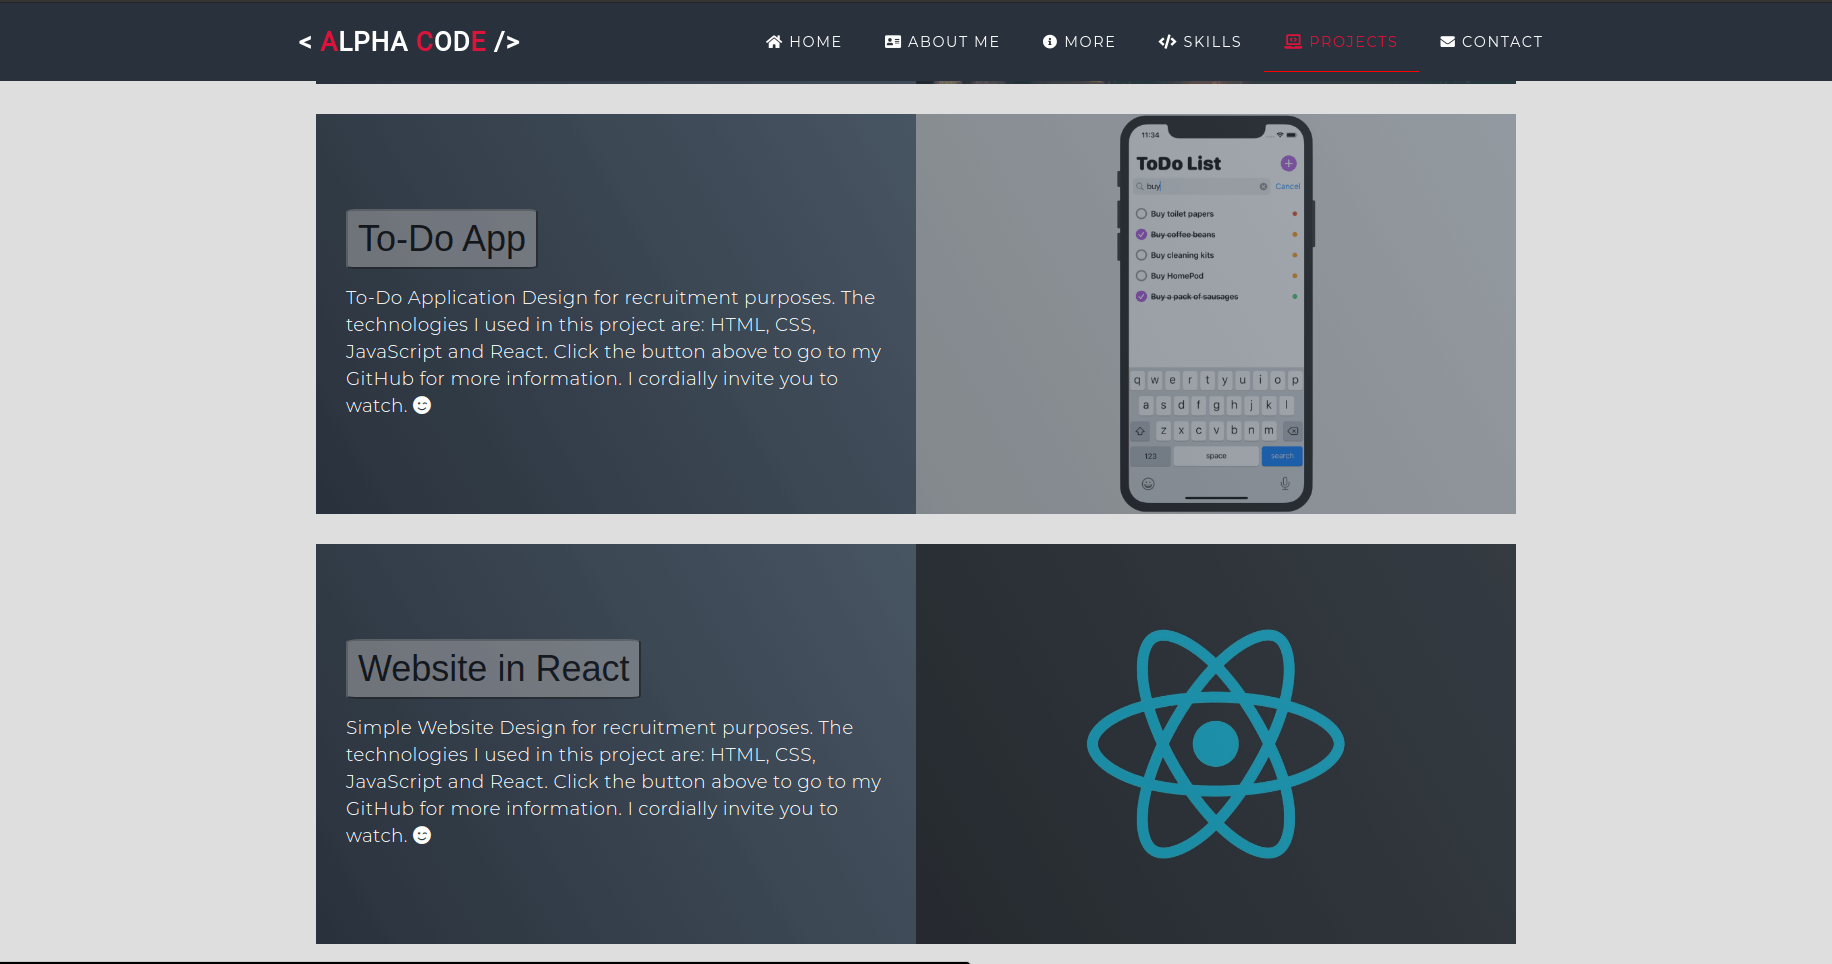 < ALPHA CODE />
HOME
ABOUT ME
MORE
SKILLS
PROJECTS
CONTACT
To-Do App
To-Do Application Design for recruitment purposes. The
technologies I used in this project are: HTML, CSS,
JavaScript and React. Click the button above to go to my
GitHub for more information. I cordially invite you to
watch.
11:34
ToDo List
+
buy
Cancel
Buy toilet papers
Buy coffee beans
Buy cleaning kits
Buy HomePod
Buy a pack of sausages
q w e r t y u i o p
a s d f g h j k l
z x c v b n m
123 space search
Website in React
Simple Website Design for recruitment purposes. The
technologies I used in this project are: HTML, CSS,
JavaScript and React. Click the button above to go to my
GitHub for more information. I cordially invite you to
watch.